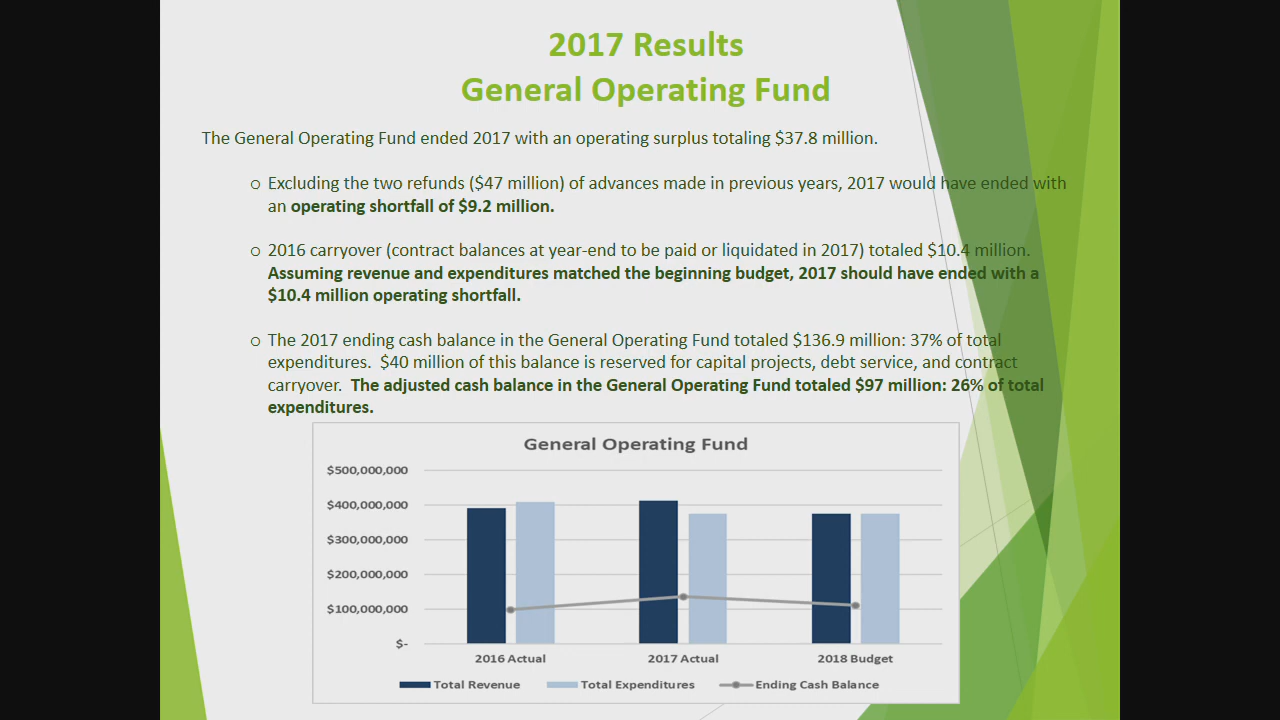 2017 Results
General Operating Fund
The General Operating Fund ended 2017 with an operating surplus totaling $37.8 million.
o Excluding the two refunds ($47 million) of advances made in previous years, 2017 would have ended with
an operating shortfall of $9.2 million.
o 2016 carryover (contract balances at year-end to be paid or liquidated in 2017) totaled $10.4 million.
Assuming revenue and expenditures matched the beginning budget, 2017 should have ended with a
$10.4 million operating shortfall.
o The 2017 ending cash balance in the General Operating Fund totaled $136.9 million: 37% of total
expenditures.  $40 million of this balance is reserved for capital projects, debt service, and contract
carryover.  The adjusted cash balance in the General Operating Fund totaled $97 million: 26% of total
expenditures.
General Operating Fund
$500,000,000
$400,000,000
$300,000,000
$200,000,000
$100,000,000
$-
2016 Actual 2017 Actual 2018 Budget
Total Revenue Total Expenditures Ending Cash Balance